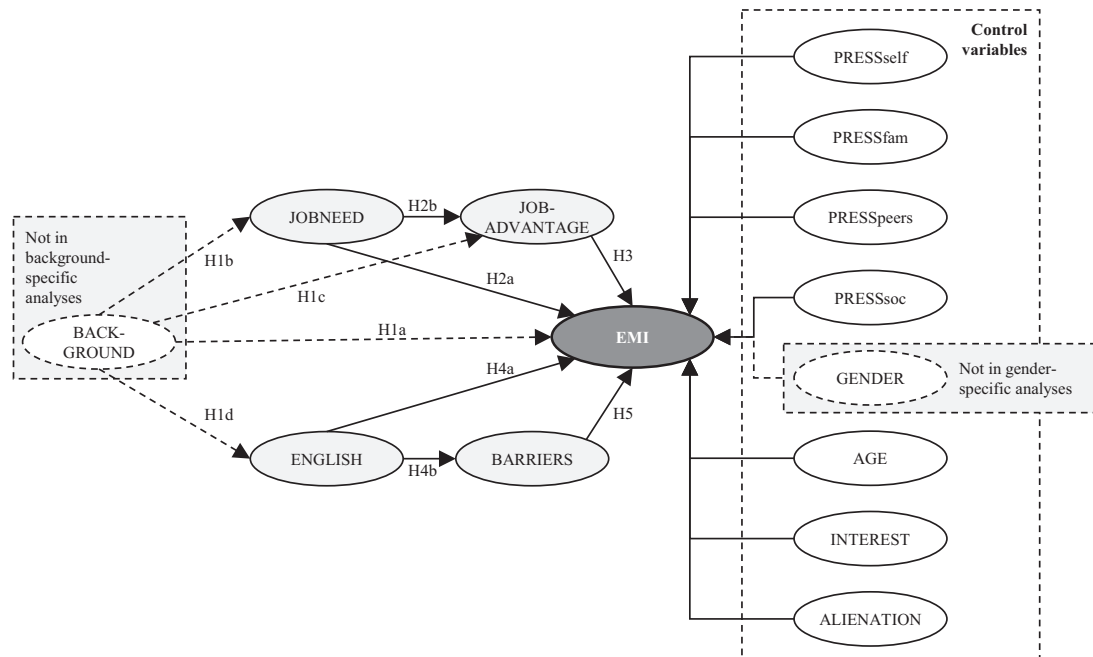 Control
variables
PRESSself
PRESSfam
PRESSpeers
PRESSsoc
GENDER
Not in gender-
specific analyses
AGE
INTEREST
ALIENATION
Not in
background-
specific
analyses
BACK-
GROUND
H1b
H1c
H1a
H1d
JOBNEED
H2b
JOB-
ADVANTAGE
H2a
H3
EMI
H4a
H5
ENGLISH
H4b
BARRIERS